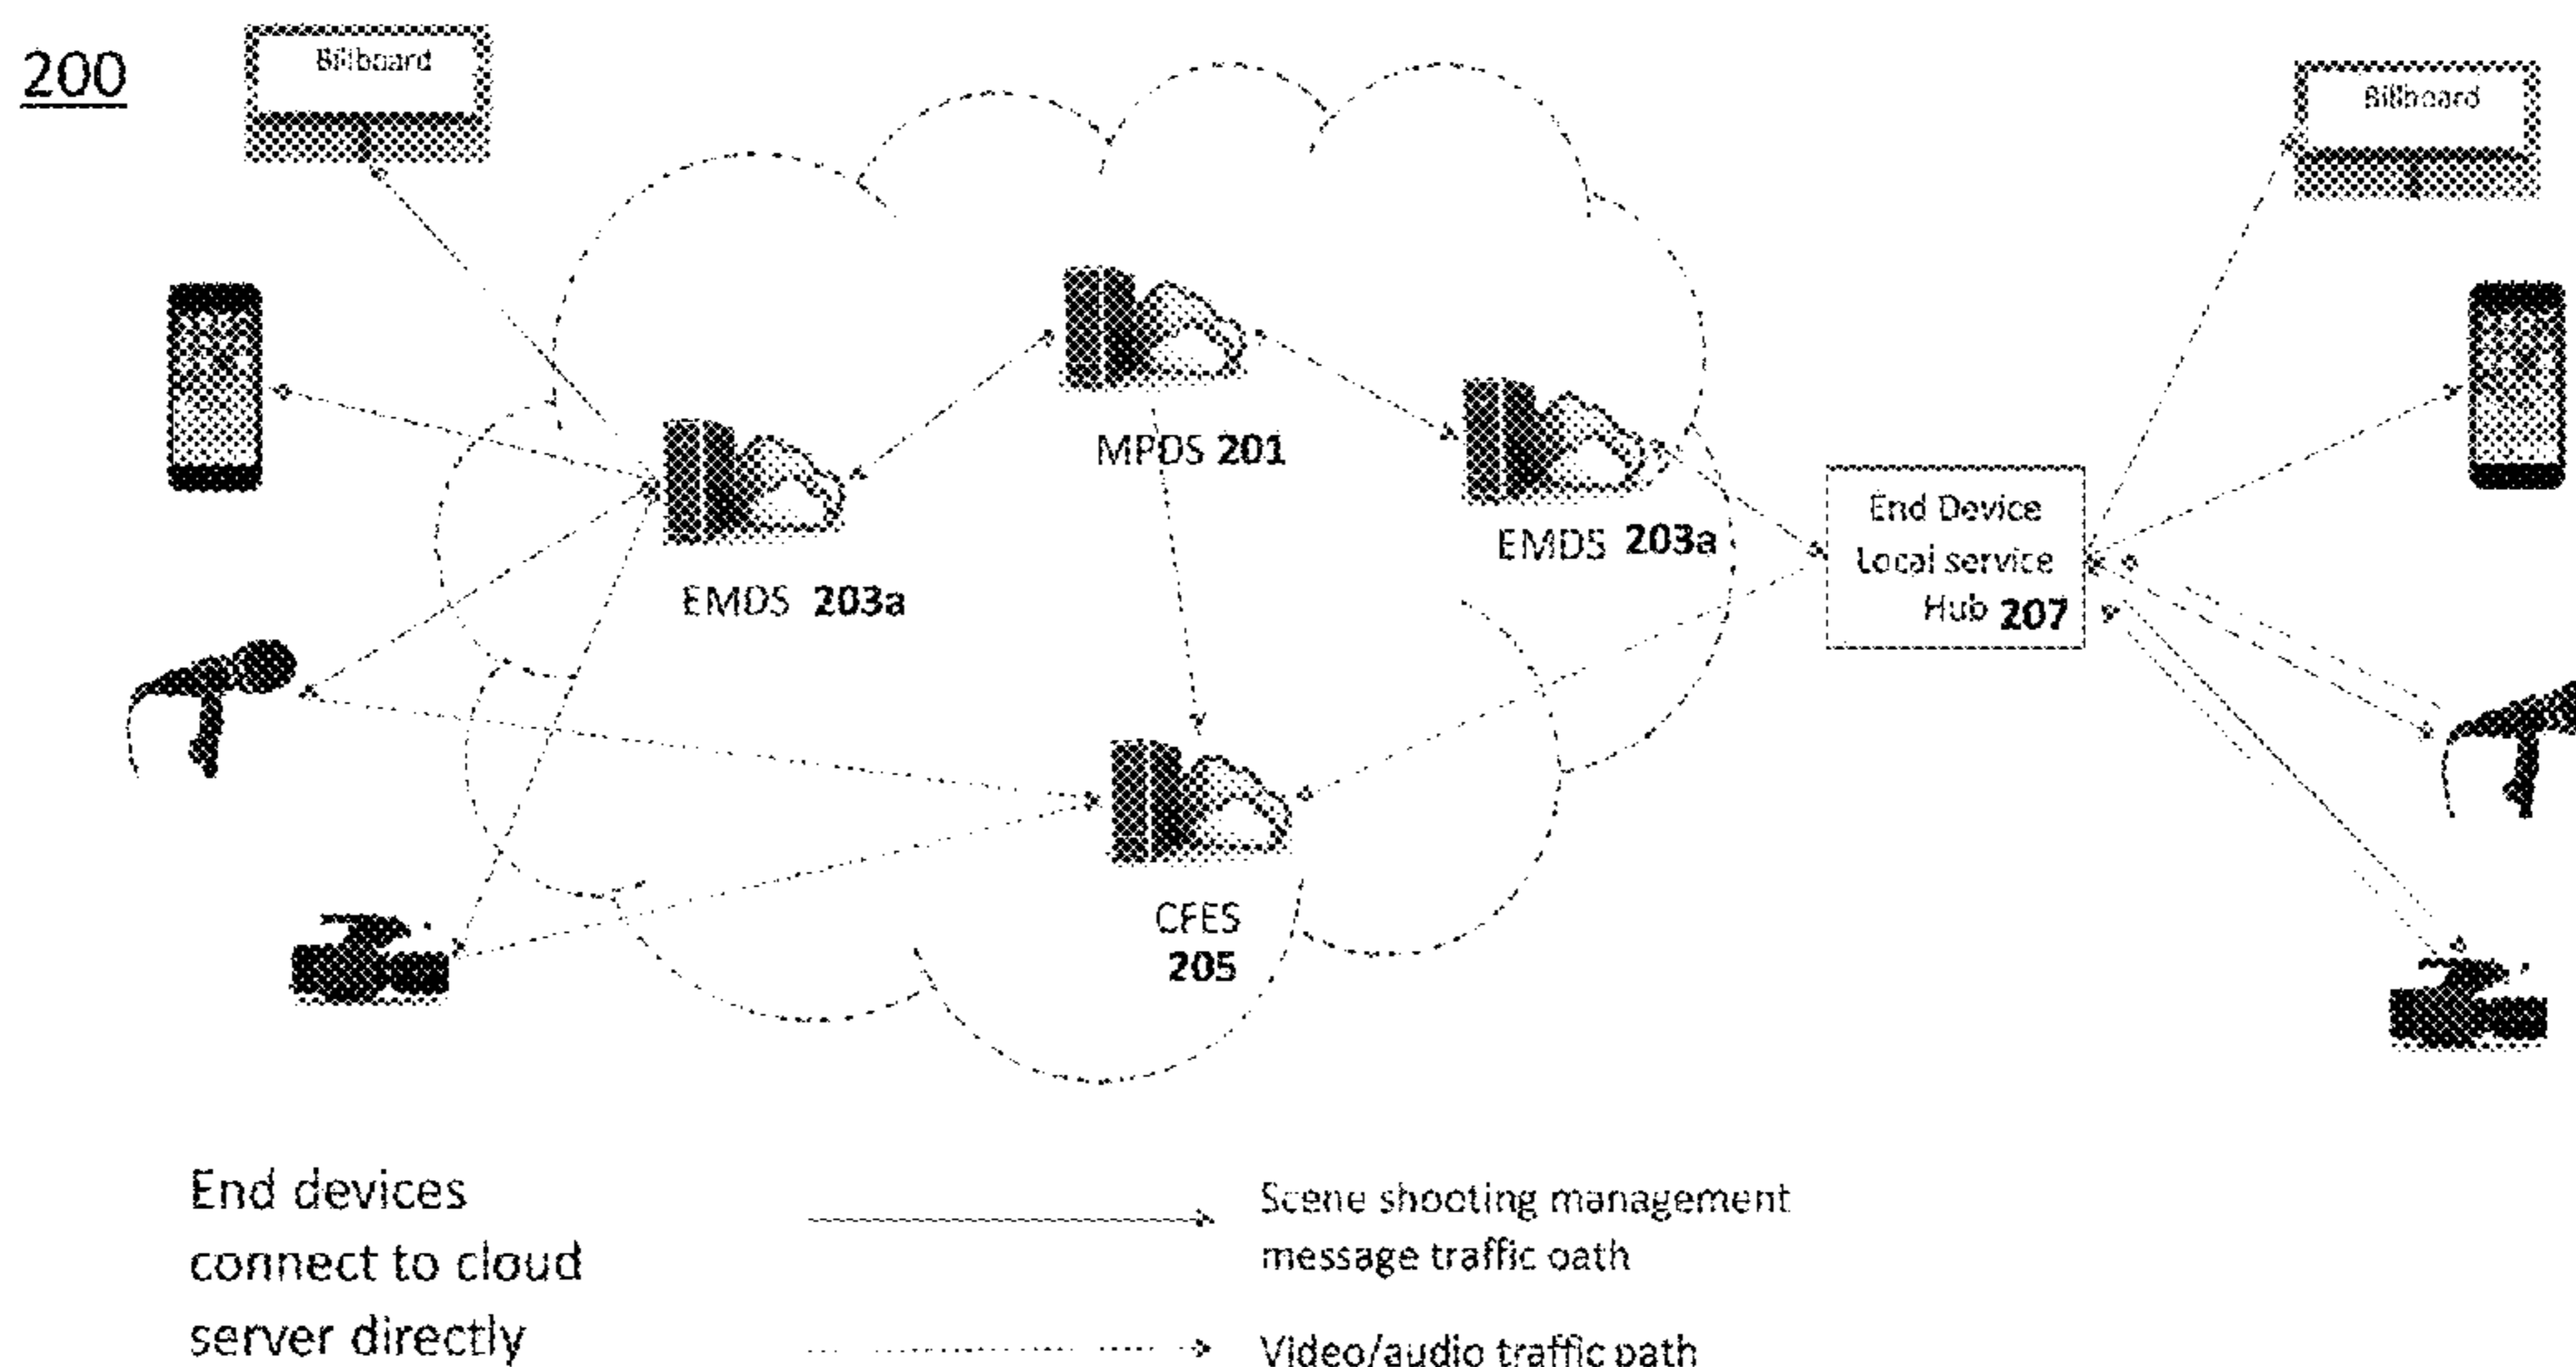 200
Billboard
Billboard
MPDS 201
EMDS 203a
EMDS 203a
End Device
Local service
Hub 207
CFES
205
End devices
connect to cloud
server directly
Scene shooting management
message traffic oath
Video/audio traffic path